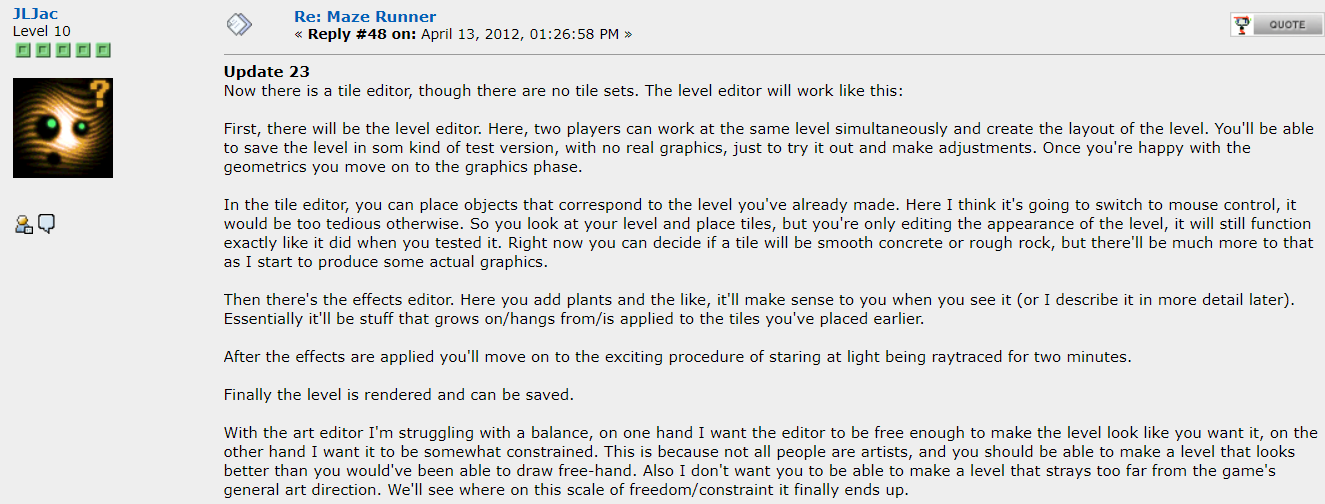 JLJac
Level 10
Re: Maze Runner
« Reply #48 on: April 13, 2012, 01:26:58 PM »
QUOTE
?
Update 23
Now there is a tile editor, though there are no tile sets. The level editor will work like this:
First, there will be the level editor. Here, two players can work at the same level simultaneously and create the layout of the level. You'll be able
to save the level in som kind of test version, with no real graphics, just to try it out and make adjustments. Once you're happy with the
geometrics you move on to the graphics phase.
In the tile editor, you can place objects that correspond to the level you've already made. Here I think it's going to switch to mouse control, it
would be too tedious otherwise. So you look at your level and place tiles, but you're only editing the appearance of the level, it will still function
exactly like it did when you tested it. Right now you can decide if a tile will be smooth concrete or rough rock, but there'll be much more to that
as I start to produce some actual graphics.
Then there's the effects editor. Here you add plants and the like, it'll make sense to you when you see it (or I describe it in more detail later).
Essentially it'll be stuff that grows on/hangs from/is applied to the tiles you've placed earlier.
After the effects are applied you'll move on to the exciting procedure of staring at light being raytraced for two minutes.
Finally the level is rendered and can be saved.
With the art editor I'm struggling with a balance, on one hand I want the editor to be free enough to make the level look like you want it, on the
other hand I want it to be somewhat constrained. This is because not all people are artists, and you should be able to make a level that looks
better than you would've been able to draw free-hand. Also I don't want you to be able to make a level that strays too far from the game's
general art direction. We'll see where on this scale of freedom/constraint it finally ends up.